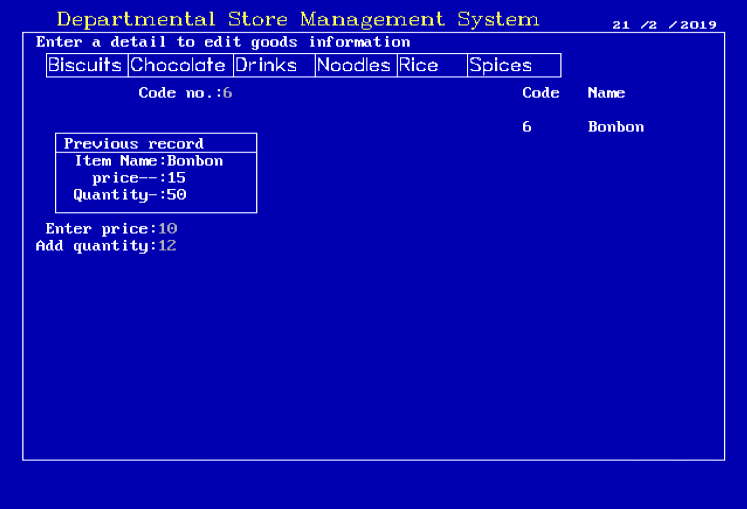 Departmental Store Management System 21 /2 /2019
Enter a detail to edit goods information
Biscuits Chocolate Drinks Noodles Rice Spices
Code no.:6 Code Name
6 Bonbon
Previous record
Item Name:Bonbon
price--:15
Quantity-:50
Enter price:10
Add quantity:12